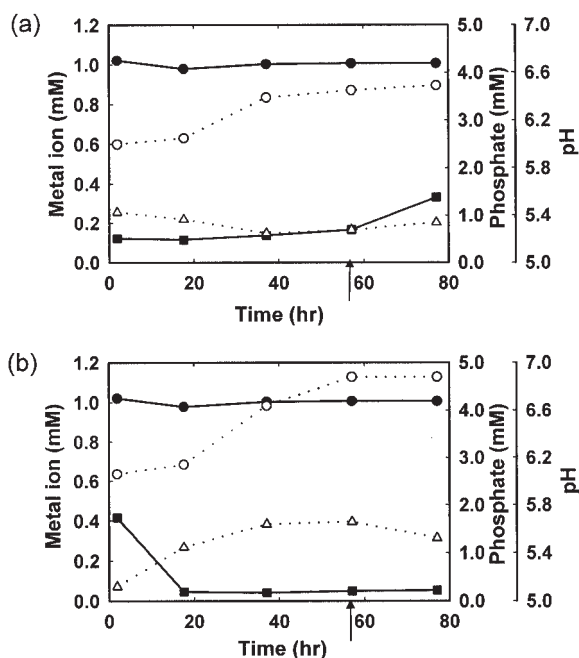 (a)
1.2 5.0 7.0
1.0 4.0 6.6
0.8
0.6 3.0 6.2
0.4 2.0 5.8
0.2 1.0 5.4
0.0 0.0 5.0
0 20 40 60 80
Metal ion (mM)
Phosphate (mM)
pH
Time (hr)
(b)
1.2 5.0 7.0
1.0 4.0 6.6
0.8
0.6 3.0 6.2
0.4 2.0 5.8
0.2 1.0 5.4
0.0 0.0 5.0
0 20 40 60 80
Metal ion (mM)
Phosphate (mM)
pH
Time (hr)